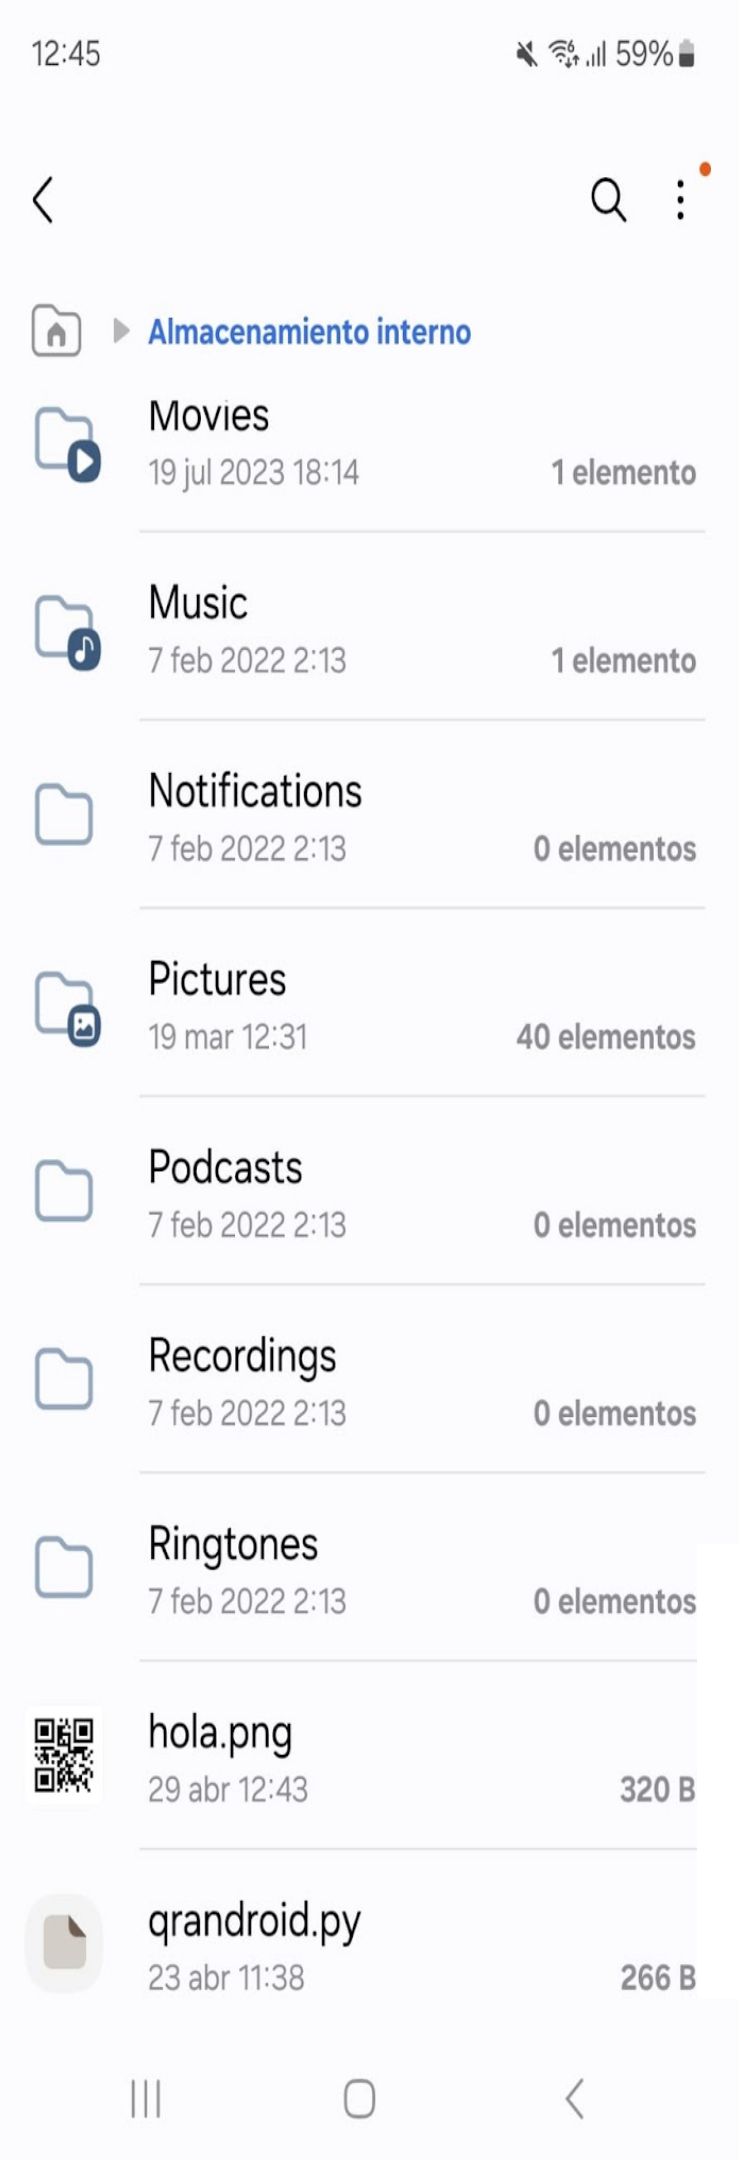 12:45
59%
Almacenamiento interno
Movies
19 jul 2023 18:14
1 elemento
Music
7 feb 2022 2:13
1 elemento
Notifications
7 feb 2022 2:13
0 elementos
Pictures
19 mar 12:31
40 elementos
Podcasts
7 feb 2022 2:13
0 elementos
Recordings
7 feb 2022 2:13
0 elementos
Ringtones
7 feb 2022 2:13
0 elementos
hola.png
29 abr 12:43
320 B
qrandroid.py
23 abr 11:38
266 B